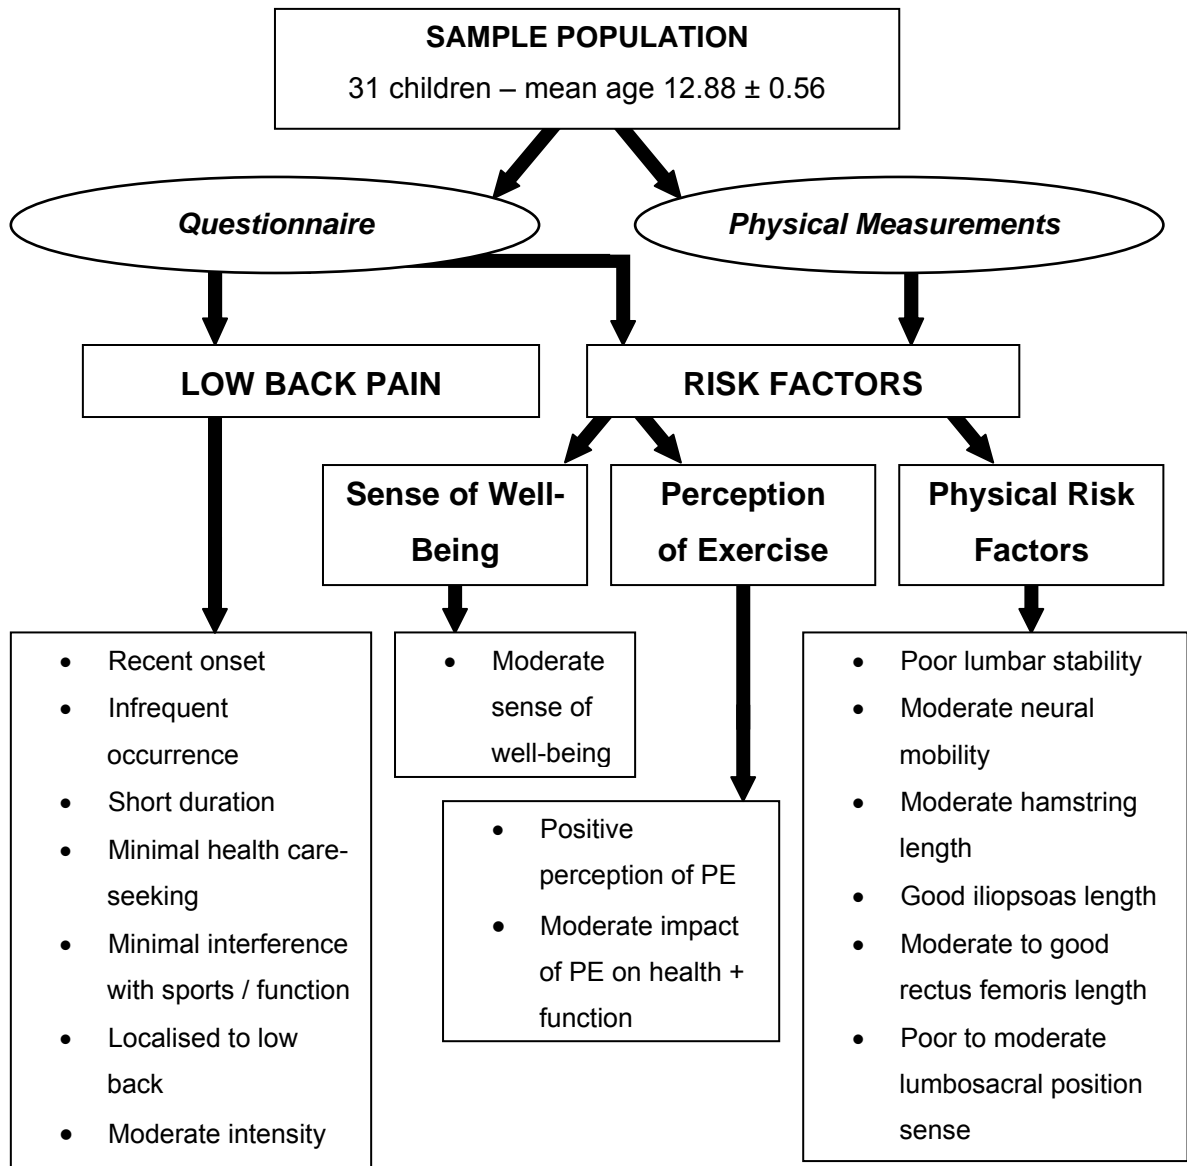 SAMPLE POPULATION
31 children – mean age 12.88 ± 0.56
Questionnaire
Physical Measurements
LOW BACK PAIN
RISK FACTORS
Sense of Well-
Being
Perception
of Exercise
Physical Risk
Factors
• Recent onset
• Infrequent
occurrence
• Short duration
• Minimal health care-
seeking
• Minimal interference
with sports / function
• Localised to low
back
• Moderate intensity
• Moderate
sense of
well-being
• Positive
perception of PE
• Moderate impact
of PE on health +
function
• Poor lumbar stability
• Moderate neural
mobility
• Moderate hamstring
length
• Good iliopsoas length
• Moderate to good
rectus femoris length
• Poor to moderate
lumbosacral position
sense